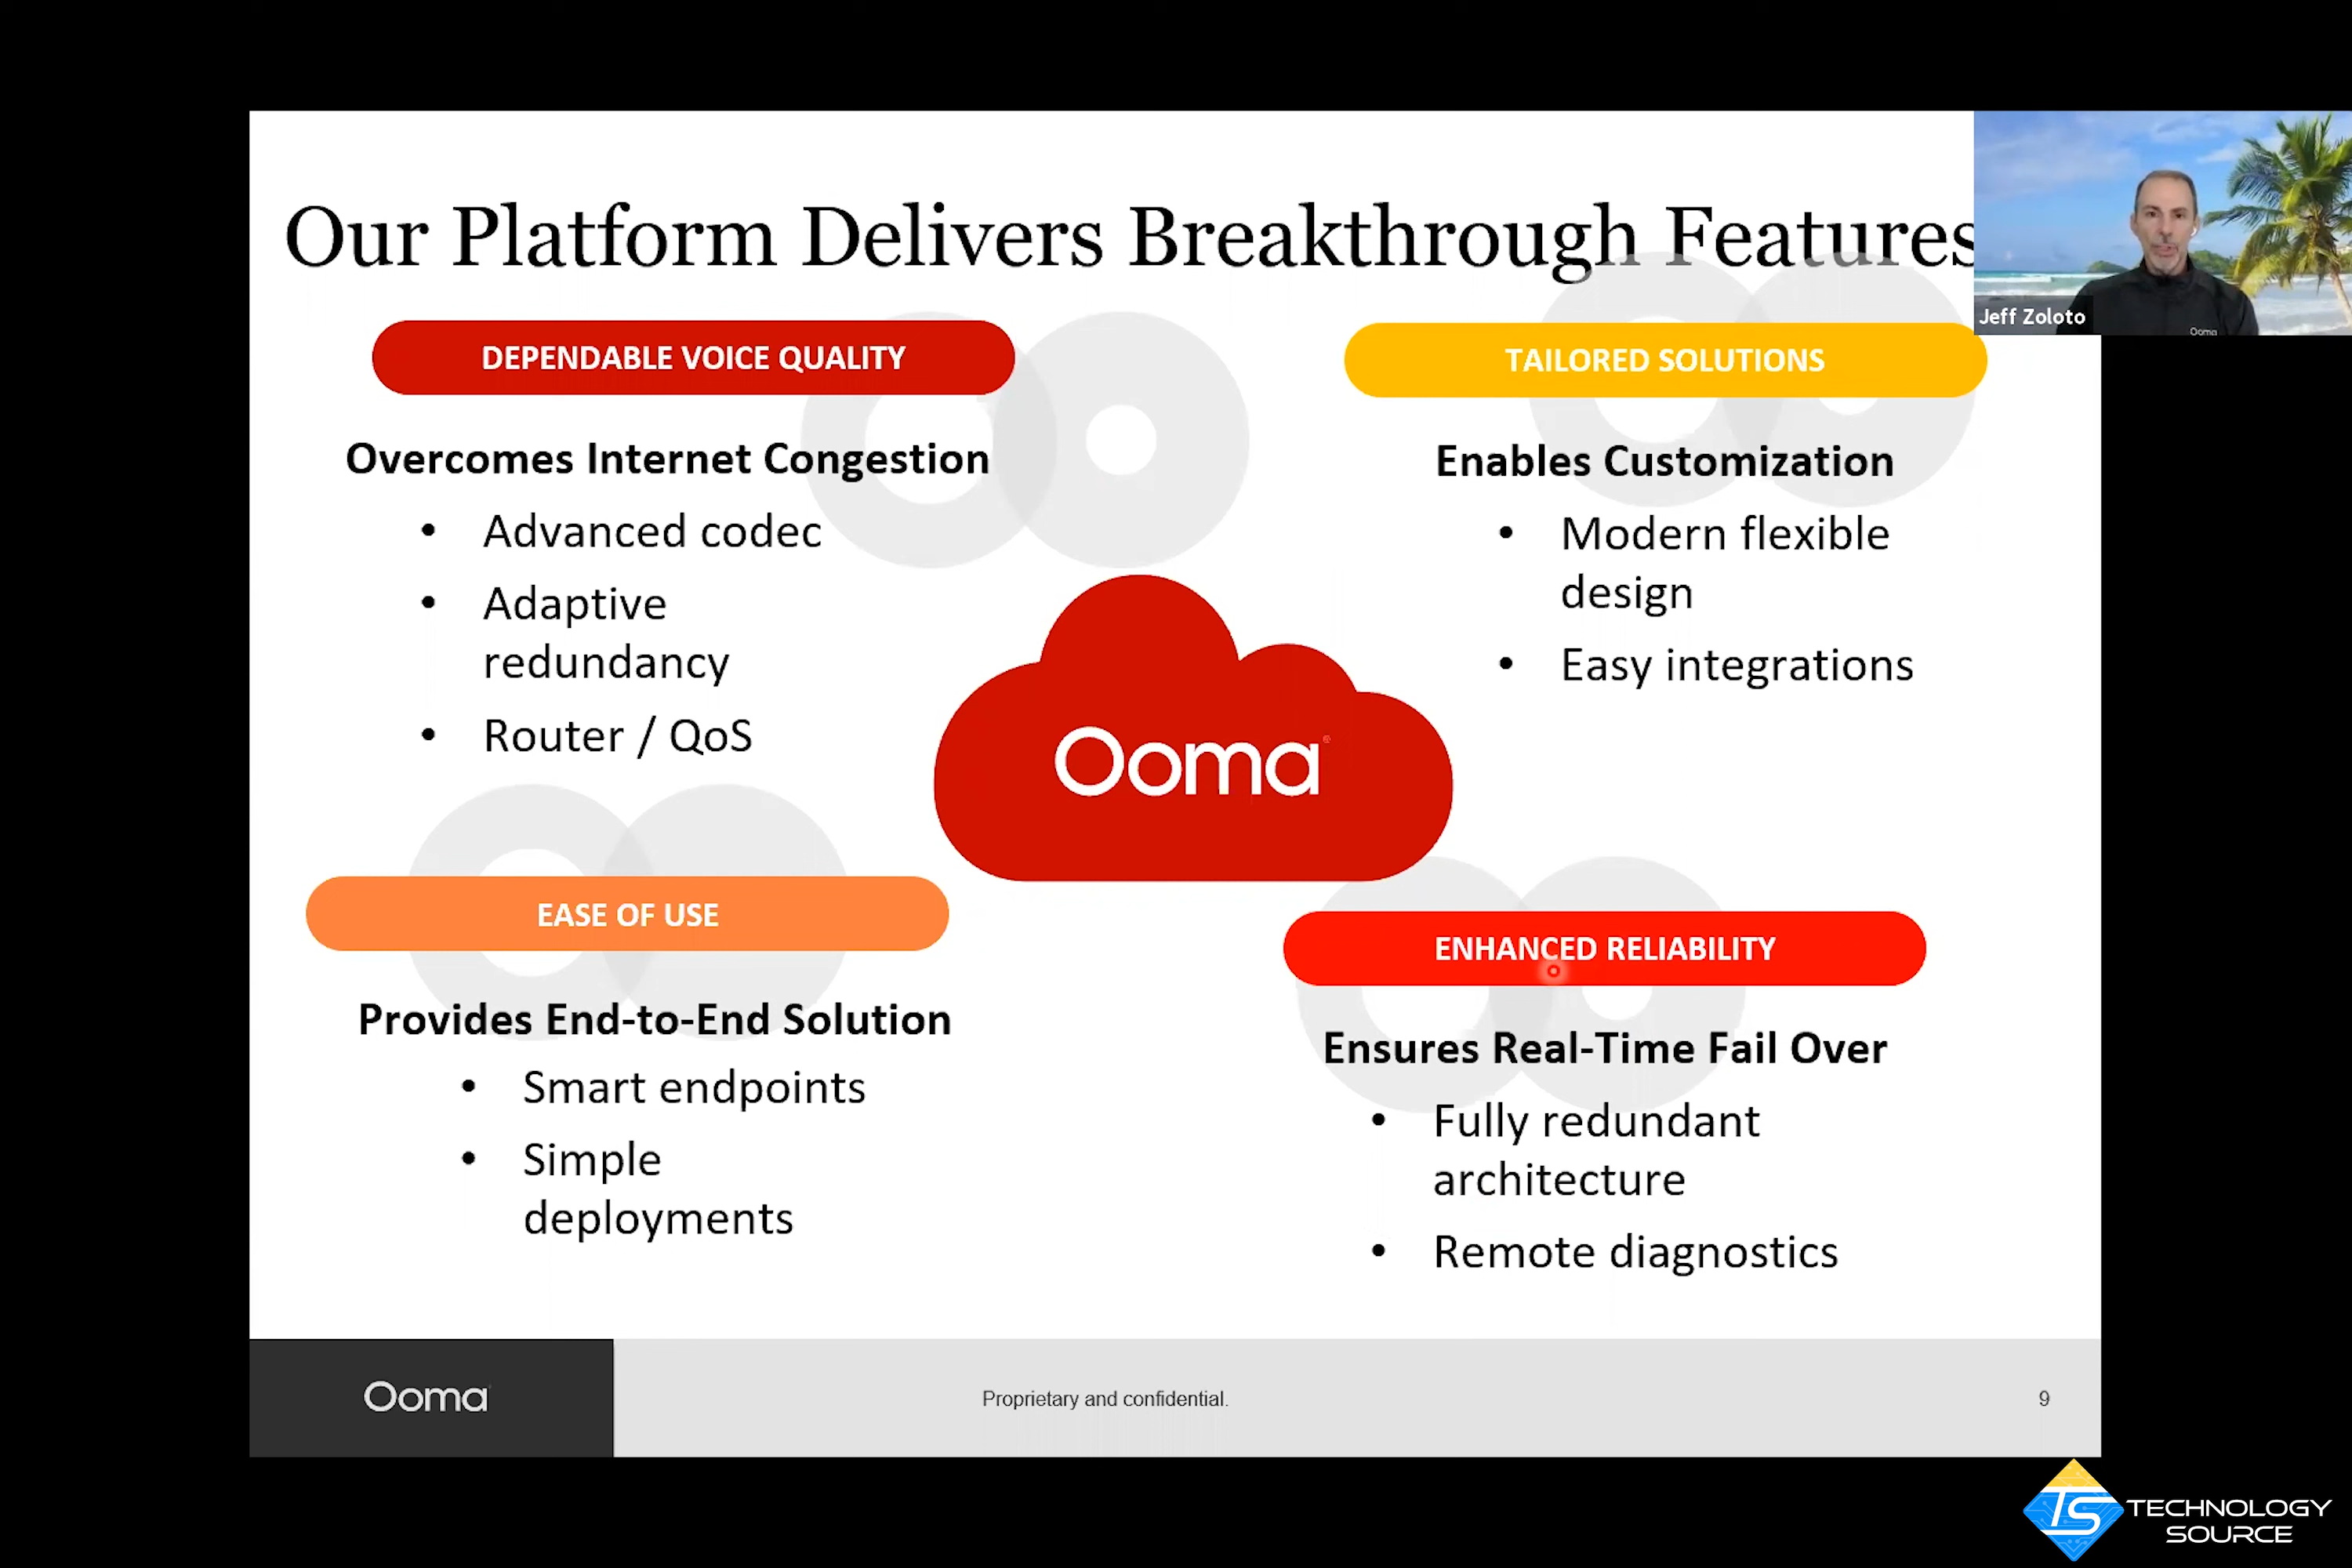 Our Platform Delivers Breakthrough Features
Jeff Zoloto
Ooma
DEPENDABLE VOICE QUALITY
Overcomes Internet Congestion
• Advanced codec
• Adaptive
redundancy
• Router / QoS
TAILORED SOLUTIONS
Enables Customization
• Modern flexible
design
• Easy integrations
Ooma®
EASE OF USE
Provides End-to-End Solution
• Smart endpoints
• Simple
deployments
ENHANCED RELIABILITY
Ensures Real-Time Fail Over
• Fully redundant
architecture
• Remote diagnostics
Ooma
Proprietary and confidential.
9
TS
TECHNOLOGY
SOURCE